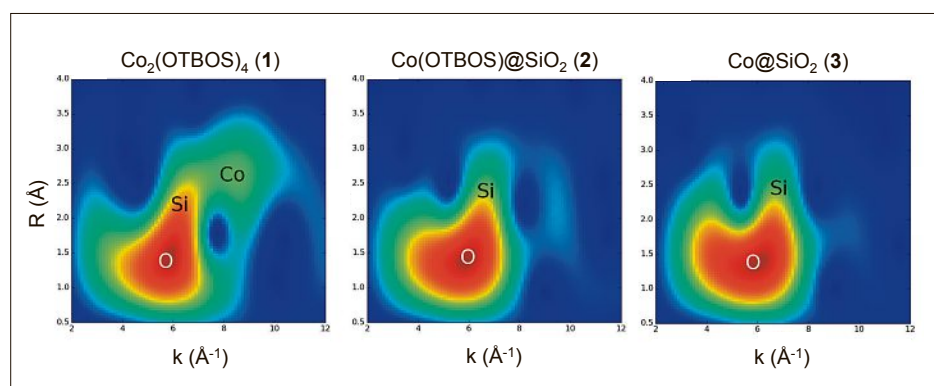 Co₂(OTBOS)₄ (1) Co(OTBOS)@SiO₂ (2) Co@SiO₂ (3)
4.0 4.0 4.0
3.5 3.5 3.5
3.0 3.0 3.0
Co
2.5 2.5 2.5
Si Si Si
R (Å)
2.0 2.0 2.0
1.5 1.5 1.5
O O O
1.0 1.0 1.0
0.5 0.5 0.5
2 4 6 8 10 12 2 4 6 8 10 12 2 4 6 8 10 12
k (Å⁻¹) k (Å⁻¹) k (Å⁻¹)